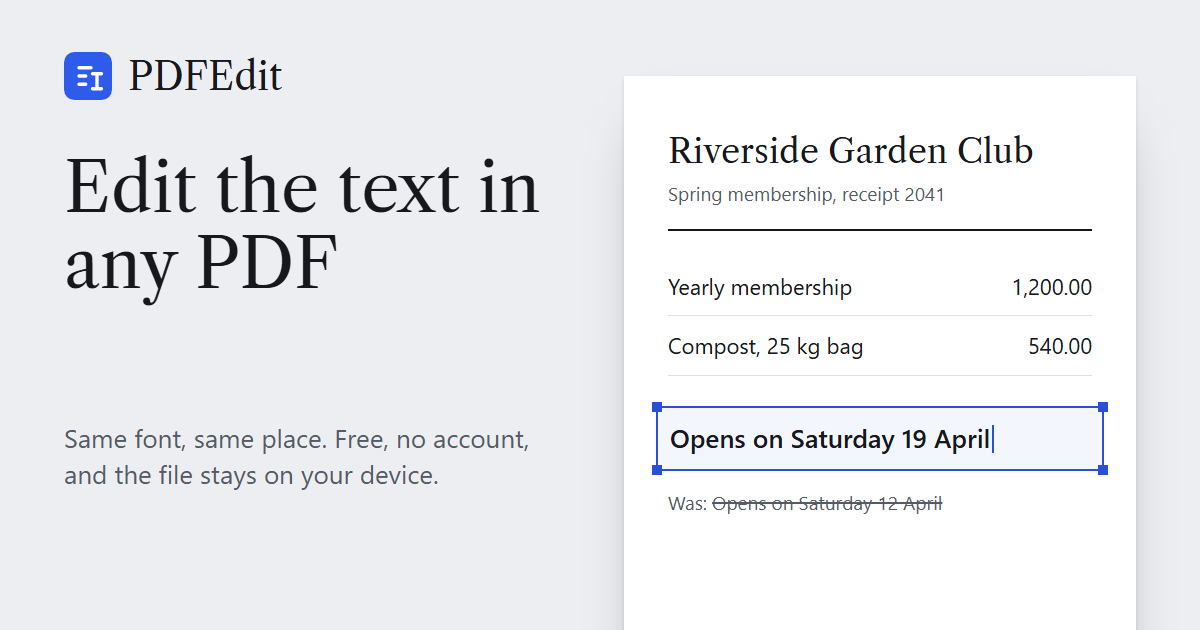 PDFEdit
Edit the text in
any PDF
Same font, same place. Free, no account,
and the file stays on your device.
Riverside Garden Club
Spring membership, receipt 2041
Yearly membership 1,200.00
Compost, 25 kg bag 540.00
Opens on Saturday 19 April
Was: Opens on Saturday 12 April